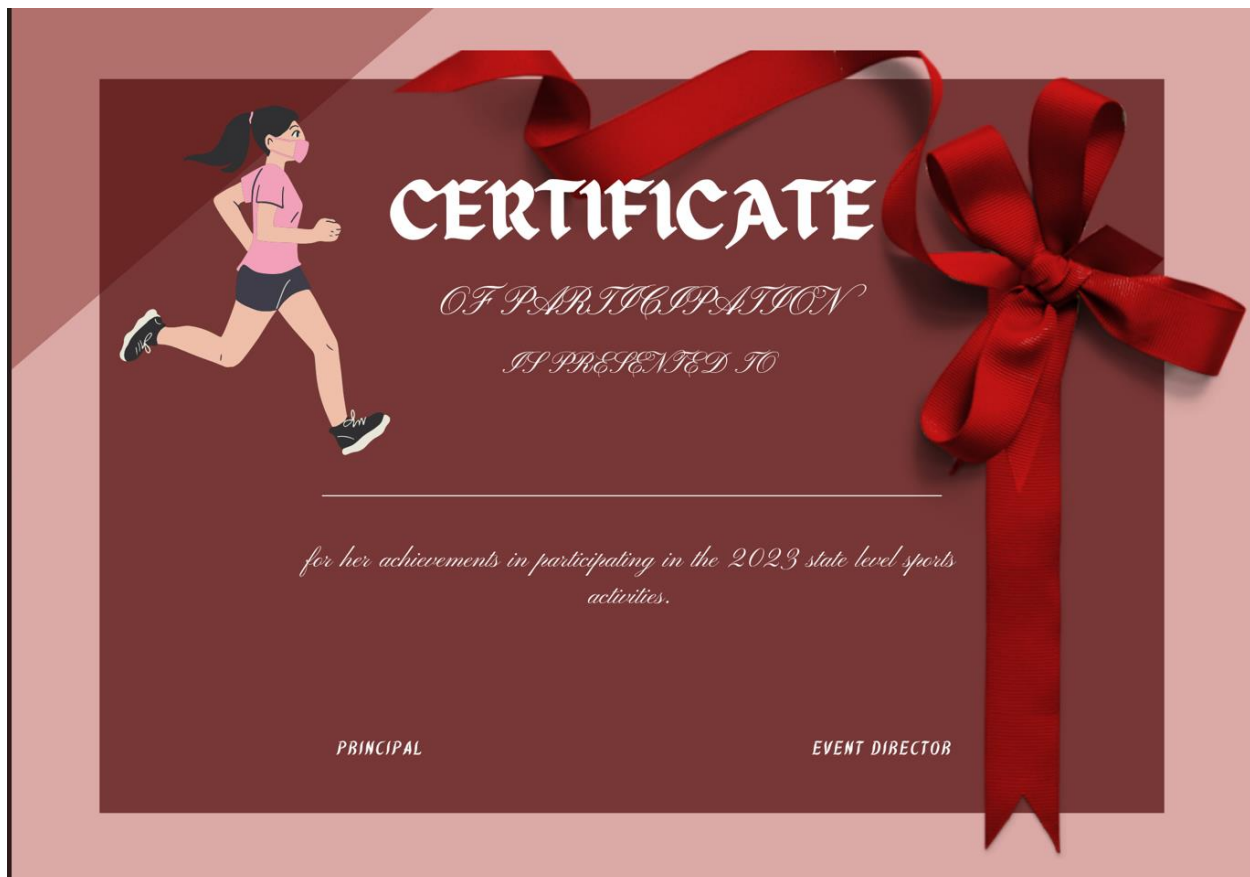 CERTIFICATE
OF PARTICIPATION
IS PRESENTED TO
for her achievements in participating in the 2023 state level sports
activities.
PRINCIPAL EVENT DIRECTOR